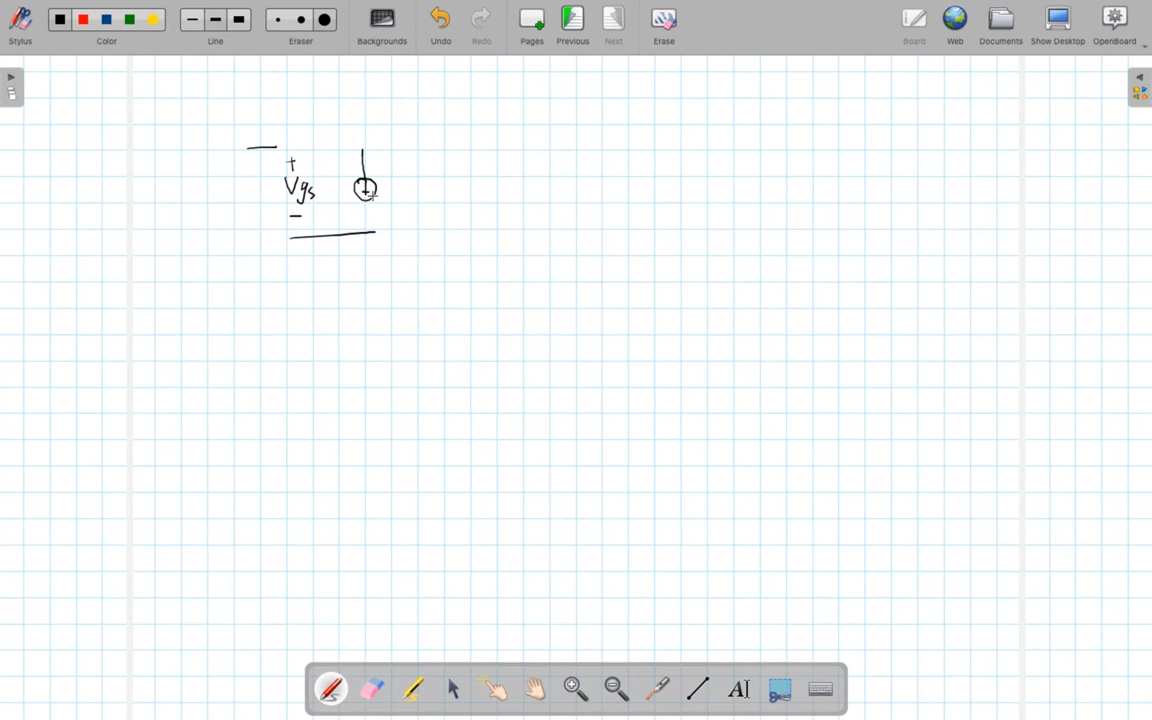 Stylus
Color
Line
Eraser
Backgrounds
Undo
Redo
Pages
Previous
Next
Erase
Board
Web
Documents
Show Desktop
OpenBoard
+
Vgs
−